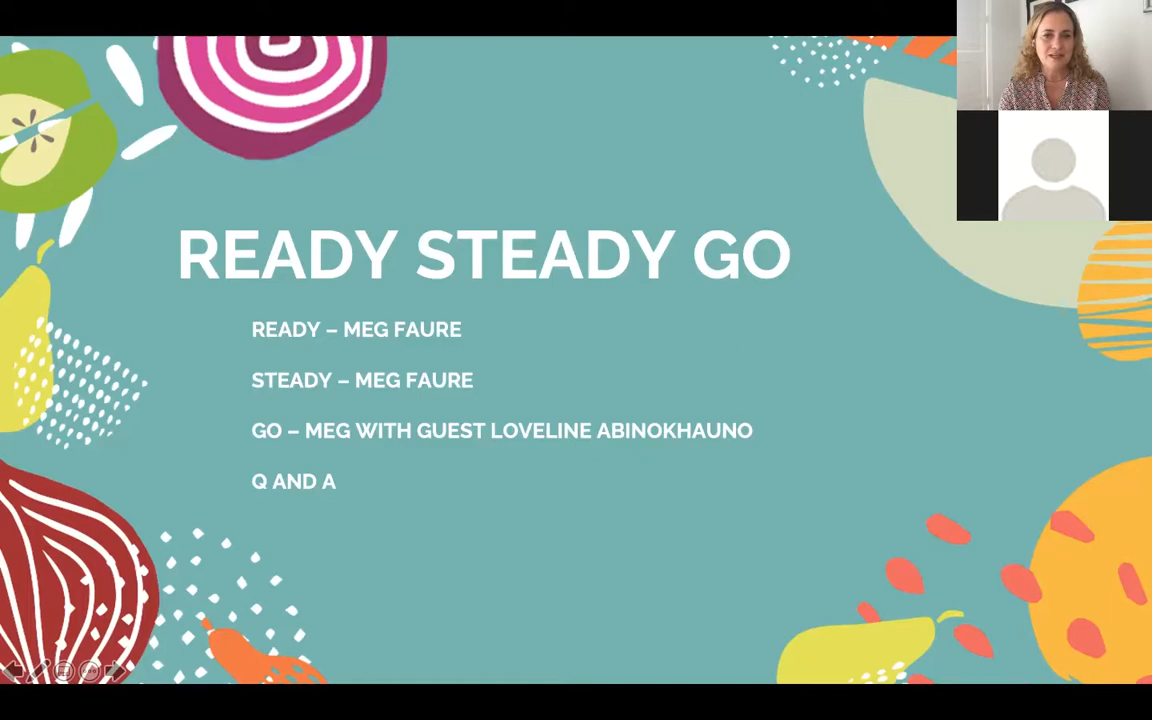 READY STEADY GO
READY – MEG FAURE
STEADY – MEG FAURE
GO – MEG WITH GUEST LOVELINE ABINOKHAUNO
Q AND A